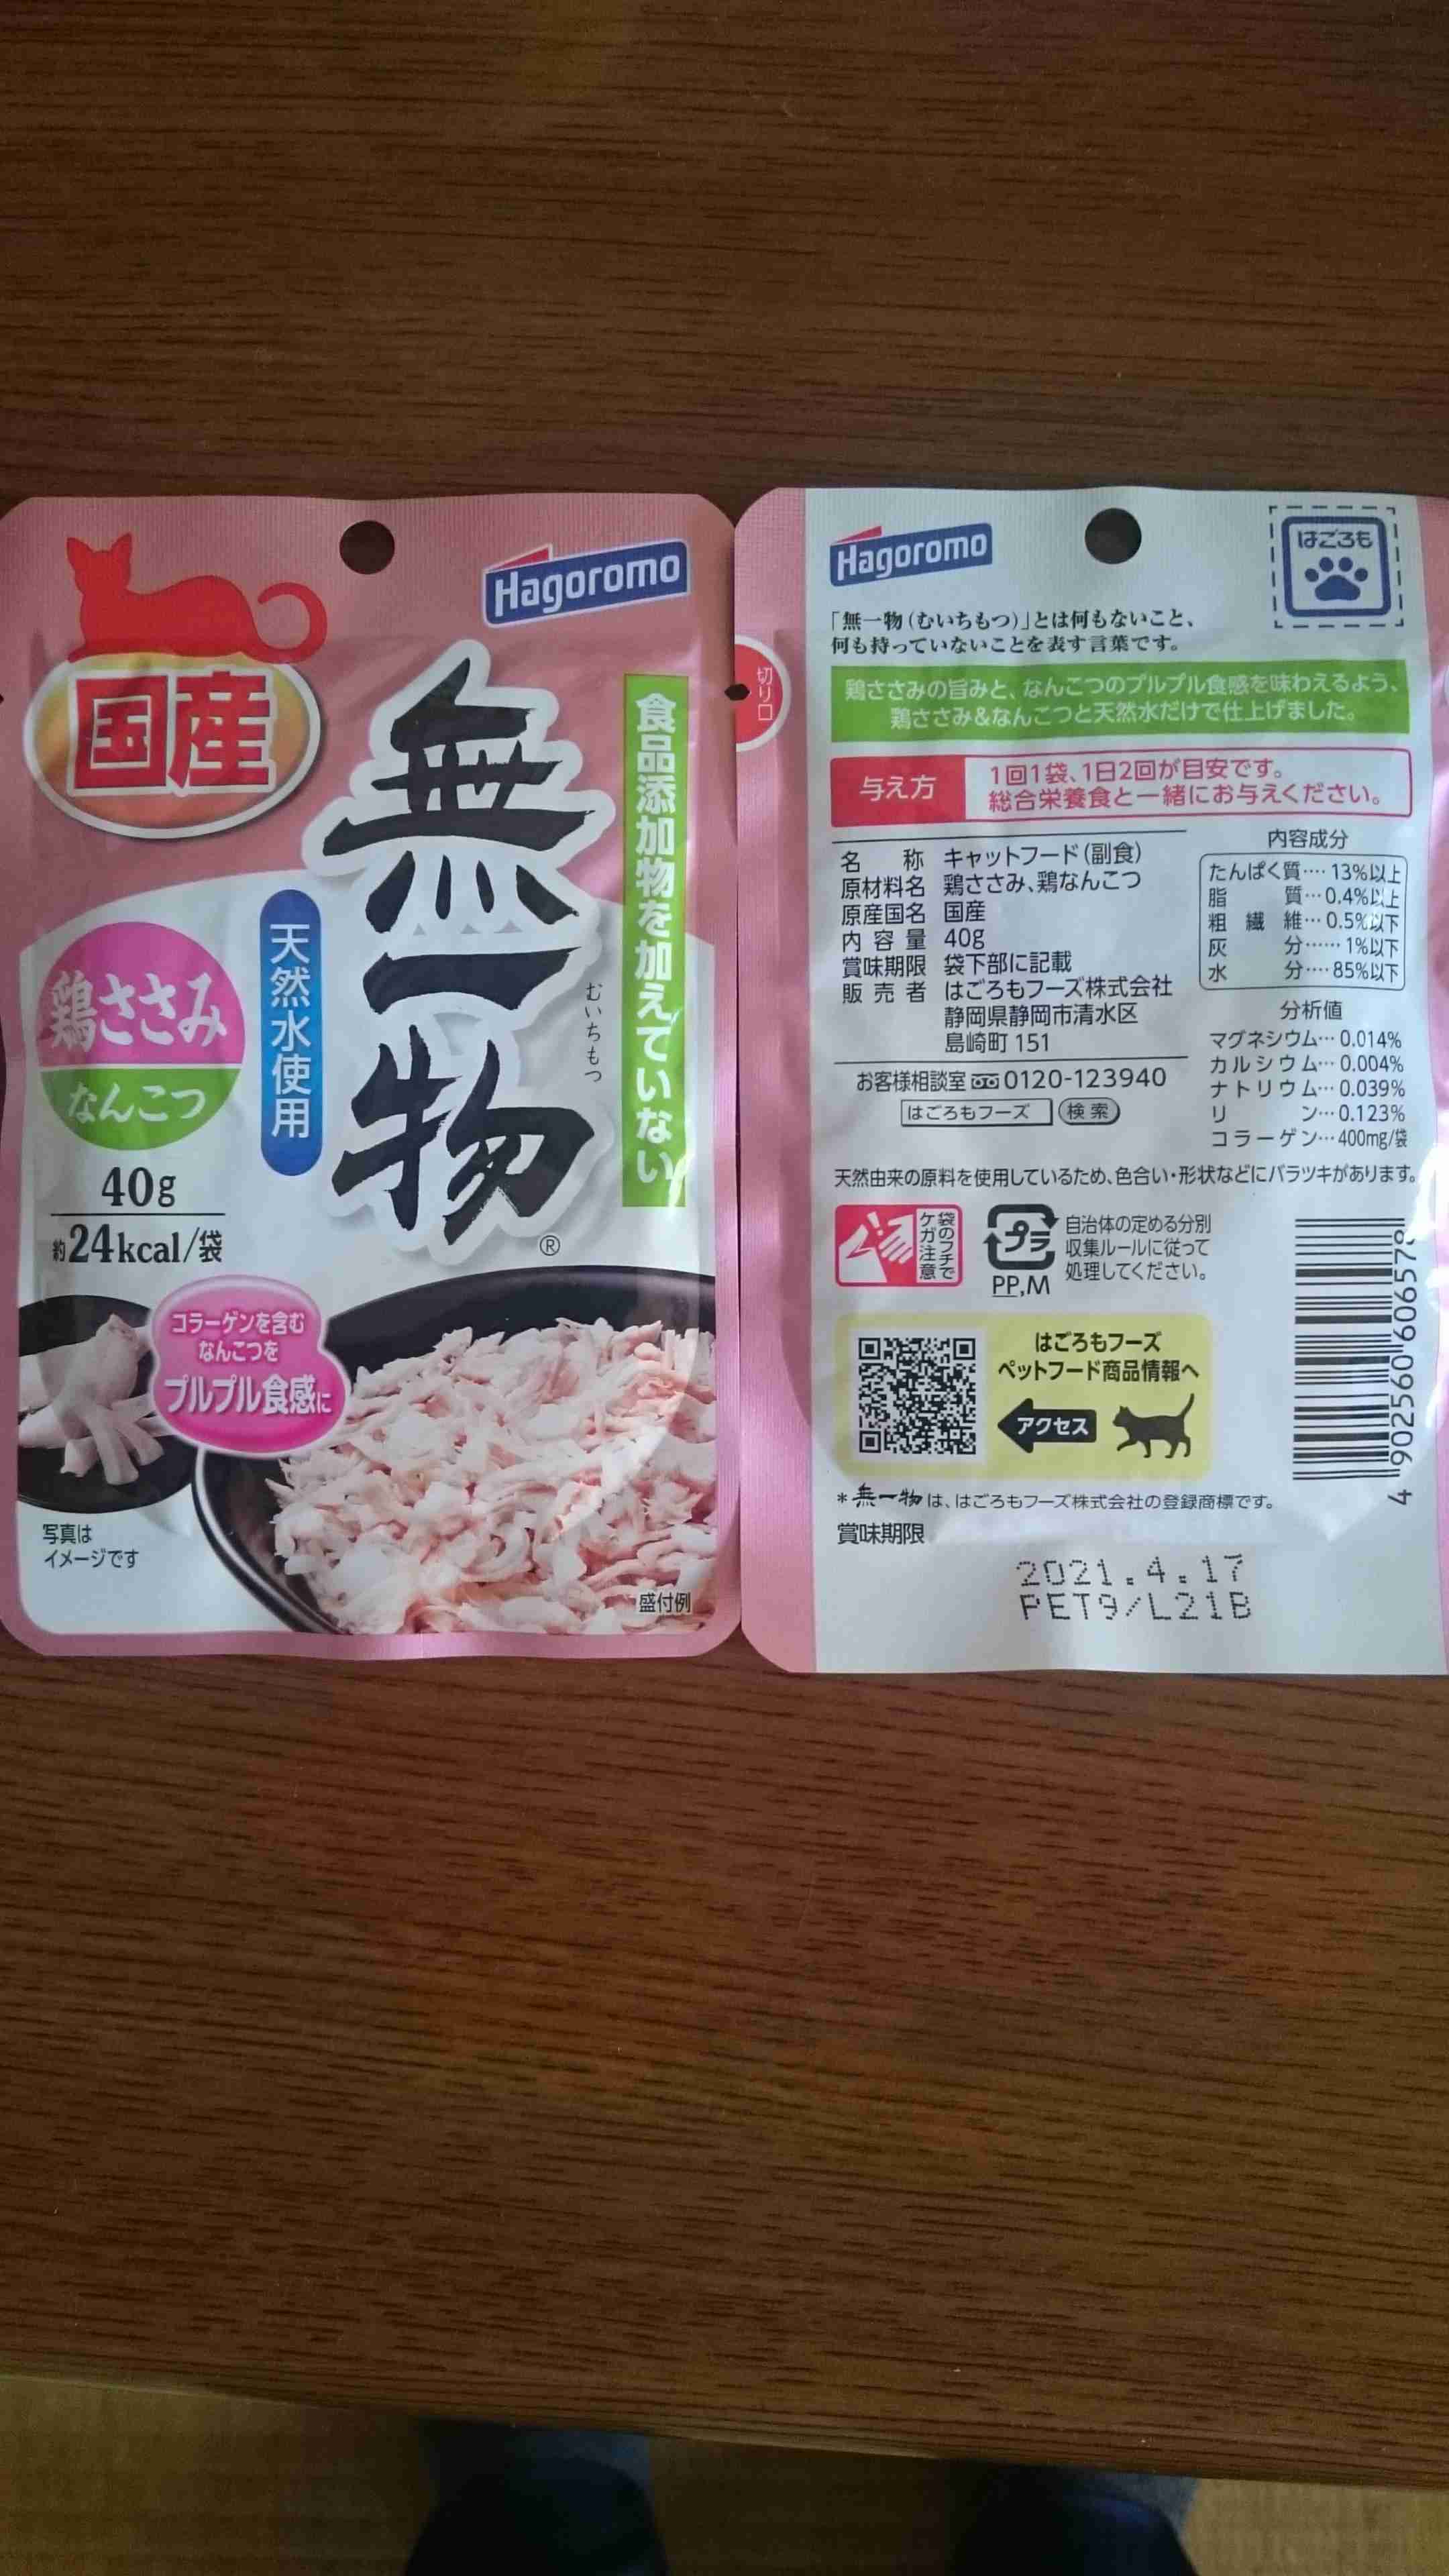 Hagoromo
国産
無一物
むいちもつ
®
食品添加物を加えていない
天然水使用
鶏ささみ
なんこつ
40g
約24kcal/袋
コラーゲンを含む
なんこつを
プルプル食感に
写真は
イメージです
盛付例
Hagoromo
はごろも
「無一物(むいちもつ)」とは何もないこと、
何も持っていないことを表す言葉です。
切り口
鶏ささみの旨みと、なんこつのプルプル食感を味わえるよう、
鶏ささみ&なんこつと天然水だけで仕上げました。
与え方
1回1袋、1日2回が目安です。
総合栄養食と一緒にお与えください。
名称 キャットフード(副食)
原材料名 鶏ささみ、鶏なんこつ
原産国名 国産
内容量 40g
賞味期限 袋下部に記載
販売者 はごろもフーズ株式会社
静岡県静岡市清水区
島崎町151
お客様相談室 0120-123940
はごろもフーズ 検索
内容成分
たんぱく質‥‥13%以上
脂質‥‥0.4%以上
粗繊維‥‥0.5%以下
灰分‥‥‥1%以下
水分‥‥85%以下
分析値
マグネシウム‥‥0.014%
カルシウム‥‥0.004%
ナトリウム‥‥0.039%
リン‥‥0.123%
コラーゲン‥‥400mg/袋
天然由来の原料を使用しているため、色合い・形状などにバラツキがあります。
袋のフチで
ケガ注意
プラ
PP,M
自治体の定める分別
収集ルールに従って
処理してください。
はごろもフーズ
ペットフード商品情報へ
アクセス
4 902560 606578
*無一物は、はごろもフーズ株式会社の登録商標です。
賞味期限
2021.4.17
PET9/L21B